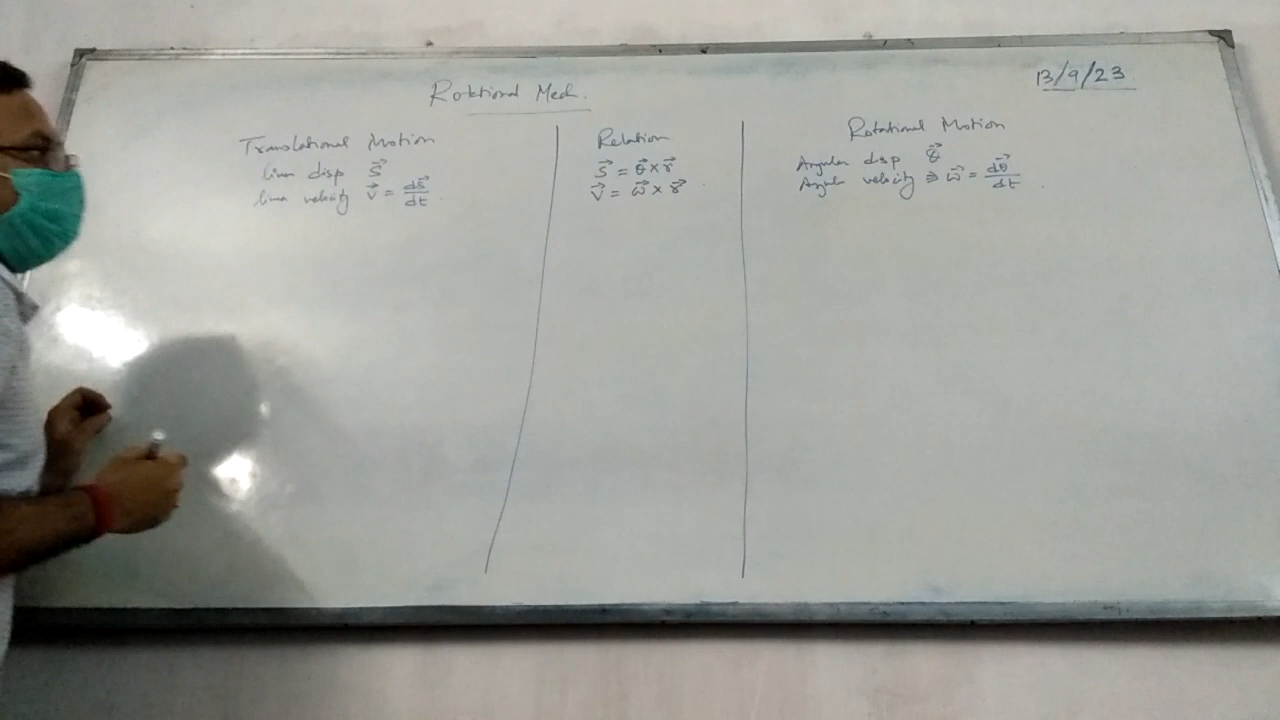 Rotational Mech.
13/9/23
Translational Motion
linear disp s⃗
linear velocity v⃗ = ds⃗/dt
Relation
s⃗ = θ⃗ × r⃗
v⃗ = ω⃗ × r⃗
Rotational Motion
Angular disp θ⃗
Angular velocity ⇒ ω⃗ = dθ⃗/dt